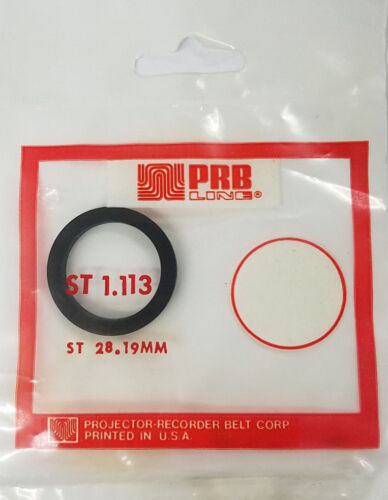 PRB
LINE®
ST 1.113
ST 28.19MM
PROJECTOR-RECORDER BELT CORP.
PRINTED IN U.S.A.